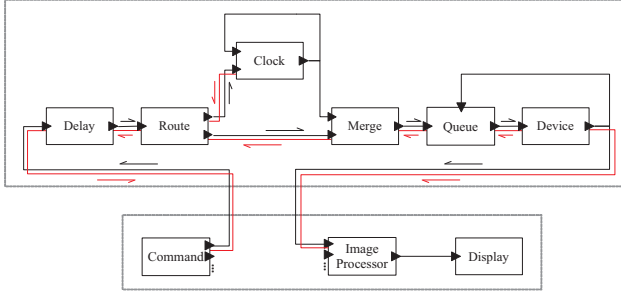 Clock
Delay
Route
Merge
Queue
Device
Command
Image
Processor
Display